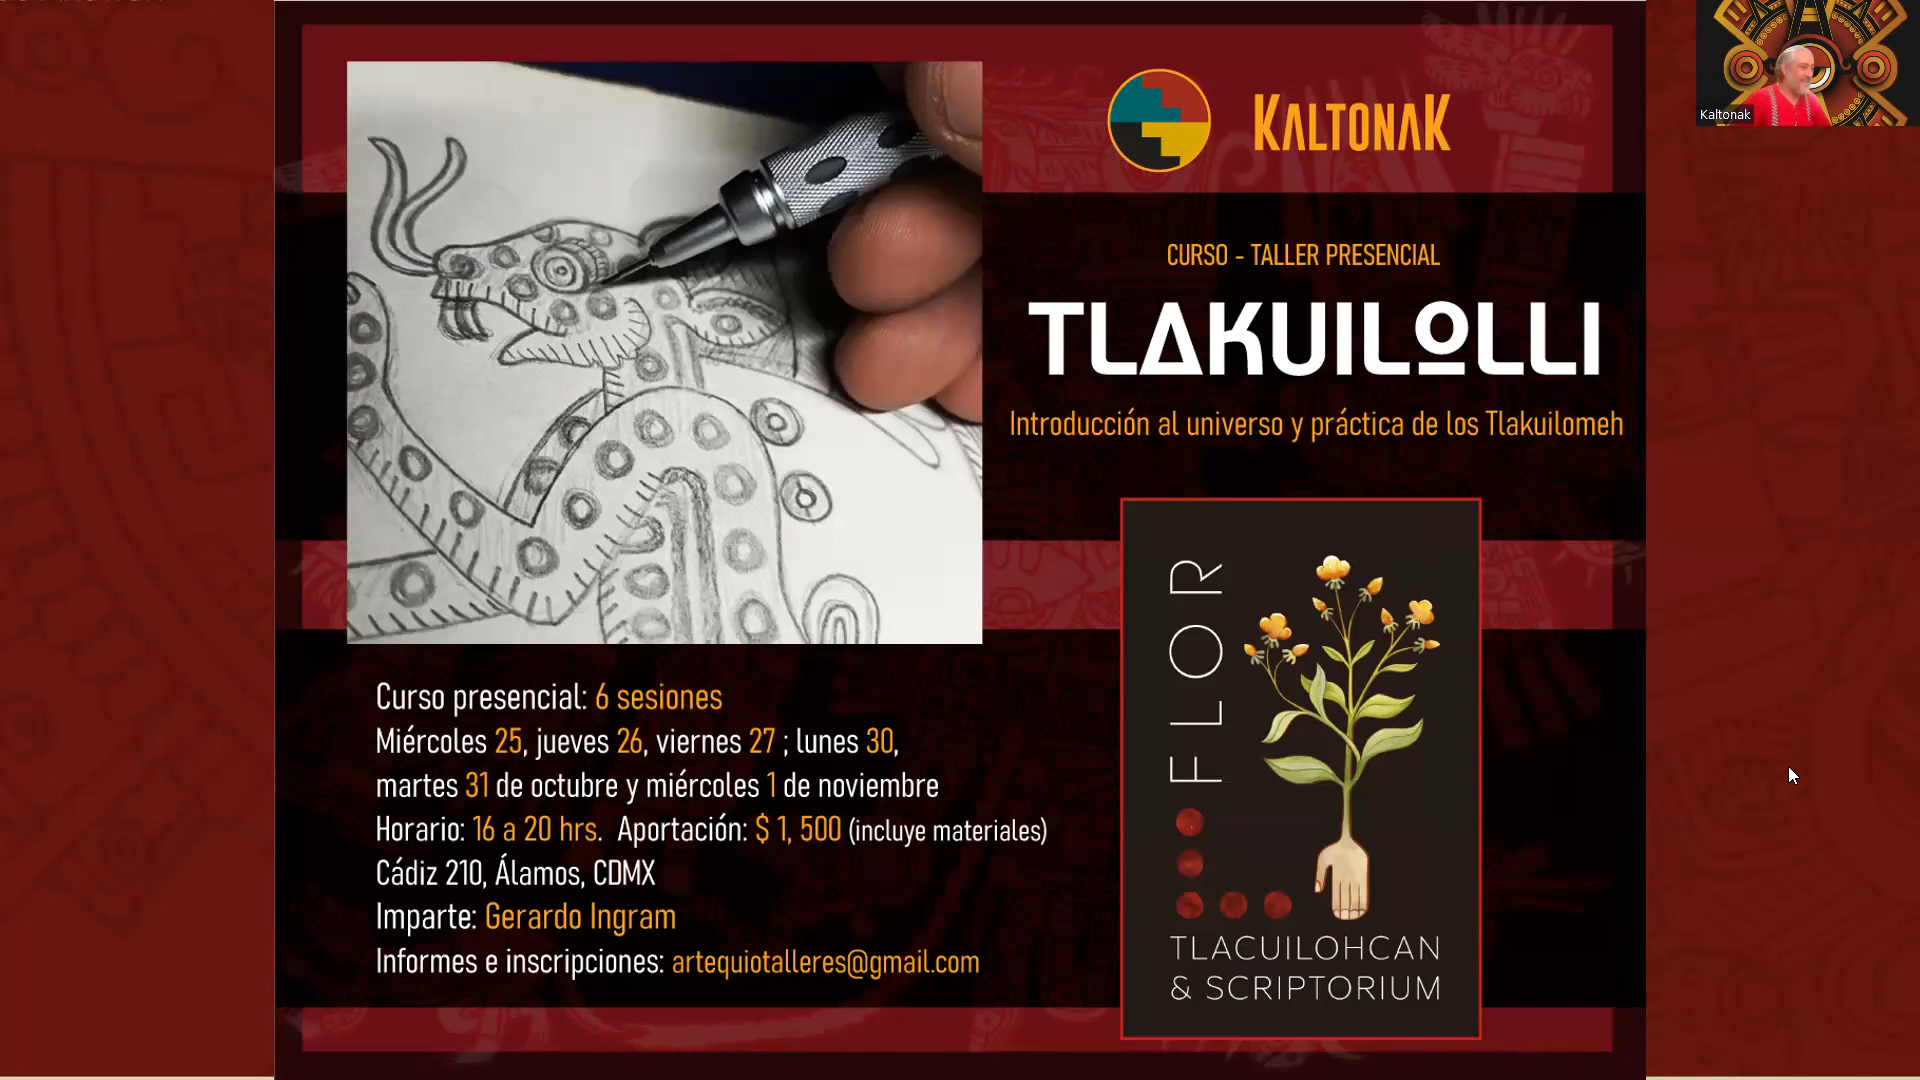 KALTONAK
Kaltonak
CURSO - TALLER PRESENCIAL
TLAKUILOLLI
Introducción al universo y práctica de los Tlakuilomeh
FLOR
TLACUILOHCAN
& SCRIPTORIUM
Curso presencial: 6 sesiones
Miércoles 25, jueves 26, viernes 27 ; lunes 30,
martes 31 de octubre y miércoles 1 de noviembre
Horario: 16 a 20 hrs. Aportación: $ 1, 500 (incluye materiales)
Cádiz 210, Álamos, CDMX
Imparte: Gerardo Ingram
Informes e inscripciones: artequiotalleres@gmail.com